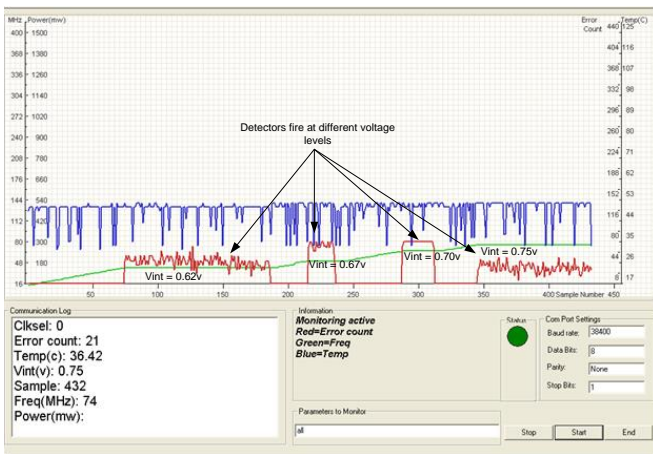 MHz Power(mw)
Error Count
Temp(C)
400 1500
368 1380
336 1260
304 1140
272 1020
240 900
208 780
176 660
144 540
112 420
80 300
48 180
16
440 125
404 116
368 107
332 98
296 89
260 80
224 71
188 62
152 53
116 44
80 35
44 26
8 17
Detectors fire at different voltage
levels
Vint = 0.62v
Vint = 0.67v
Vint = 0.70v
Vint = 0.75v
50 100 150 200 250 300 350 400 Sample Number 450
Communication Log
Clksel: 0
Error count: 21
Temp(c): 36.42
Vint(v): 0.75
Sample: 432
Freq(MHz): 74
Power(mw):
Information
Monitoring active
Red=Error count
Green=Freq
Blue=Temp
Parameters to Monitor
all
Status
Com Port Settings
Baud rate: 38400
Data Bits: 8
Parity: None
Stop Bits: 1
Stop Start End